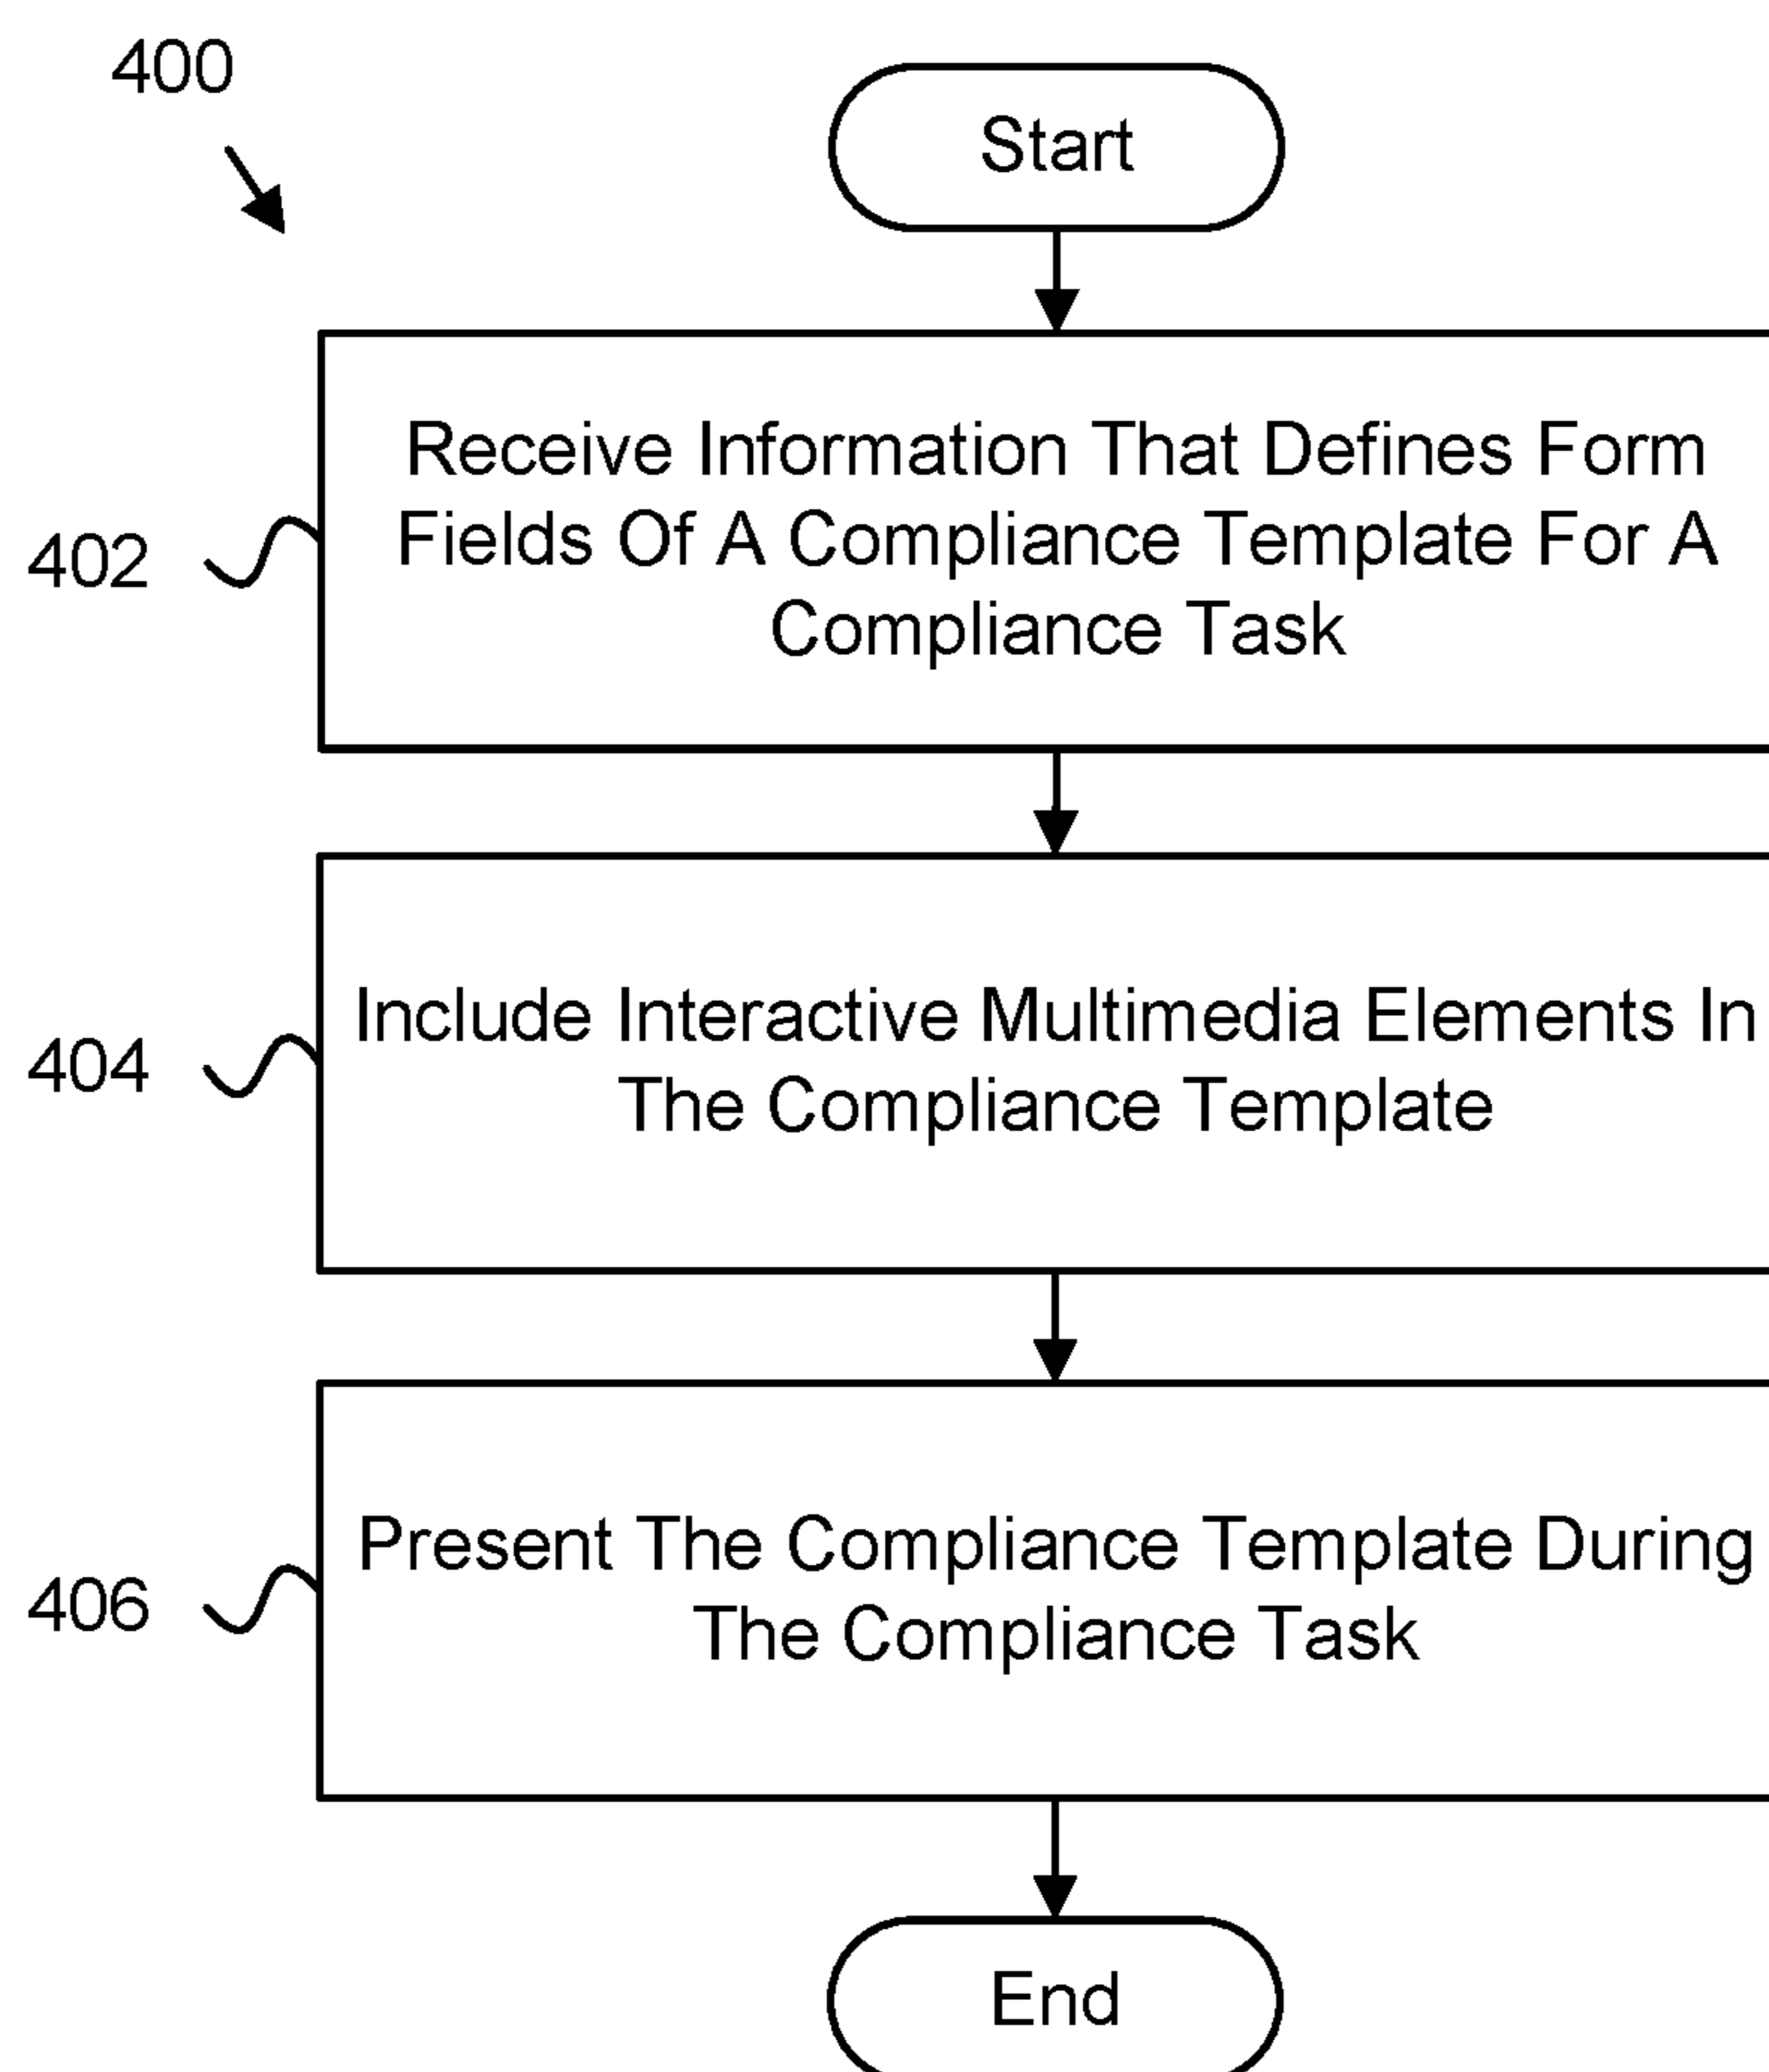 400
Start
Receive Information That Defines Form
Fields Of A Compliance Template For A
Compliance Task
402
Include Interactive Multimedia Elements In
The Compliance Template
404
Present The Compliance Template During
The Compliance Task
406
End